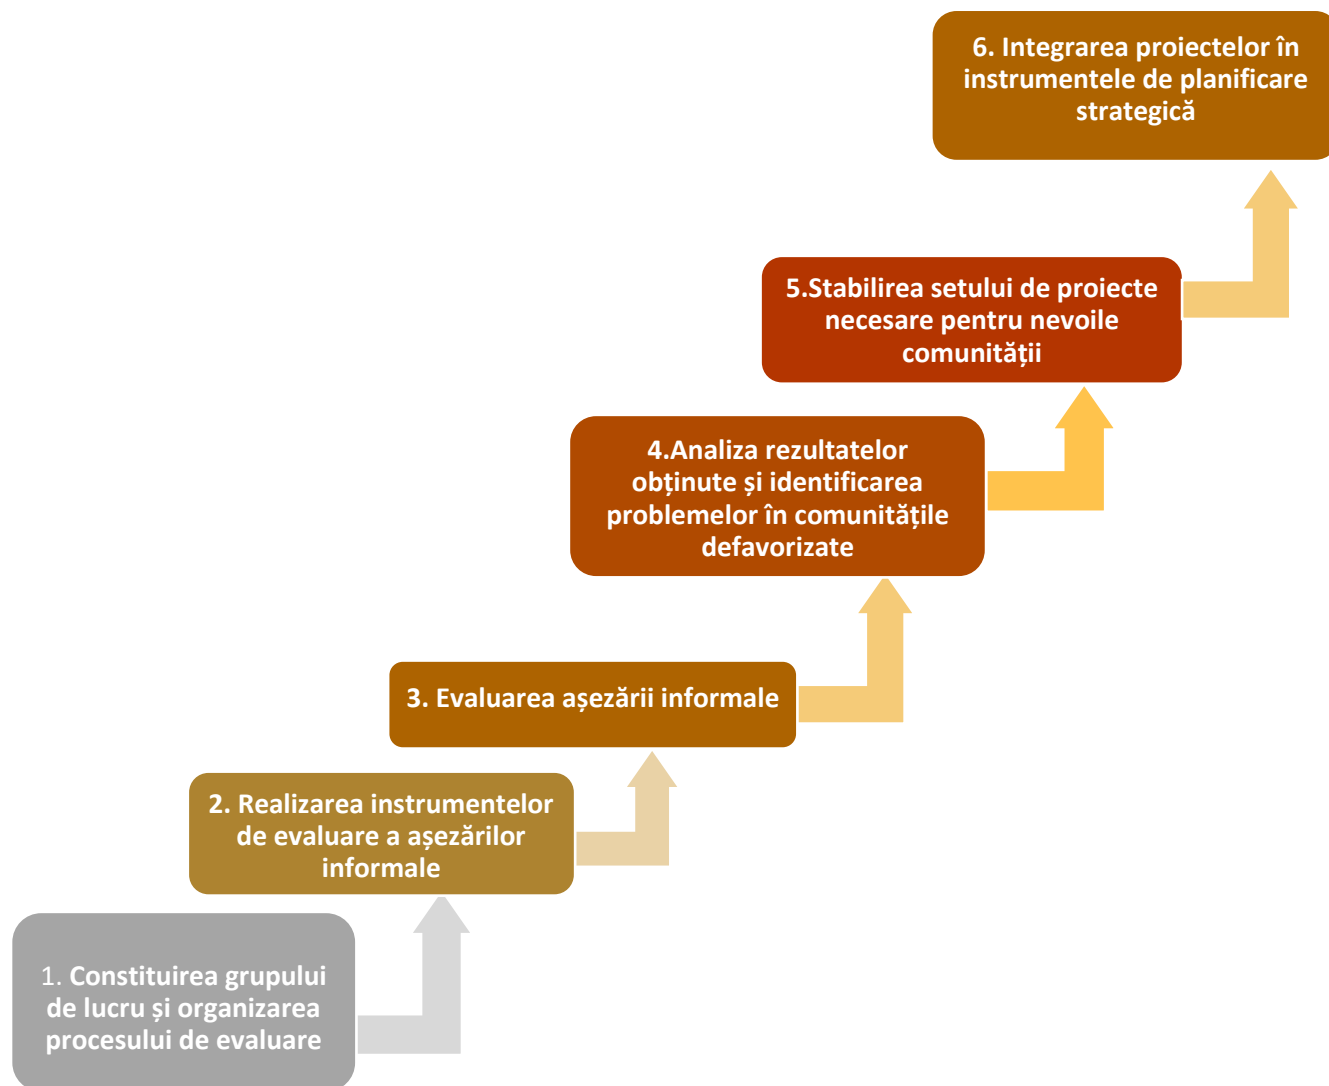 6. Integrarea proiectelor în
instrumentele de planificare
strategică
5.Stabilirea setului de proiecte
necesare pentru nevoile
comunității
4.Analiza rezultatelor
obținute și identificarea
problemelor în comunitățile
defavorizate
3. Evaluarea așezării informale
2. Realizarea instrumentelor
de evaluare a așezărilor
informale
1. Constituirea grupului
de lucru și organizarea
procesului de evaluare